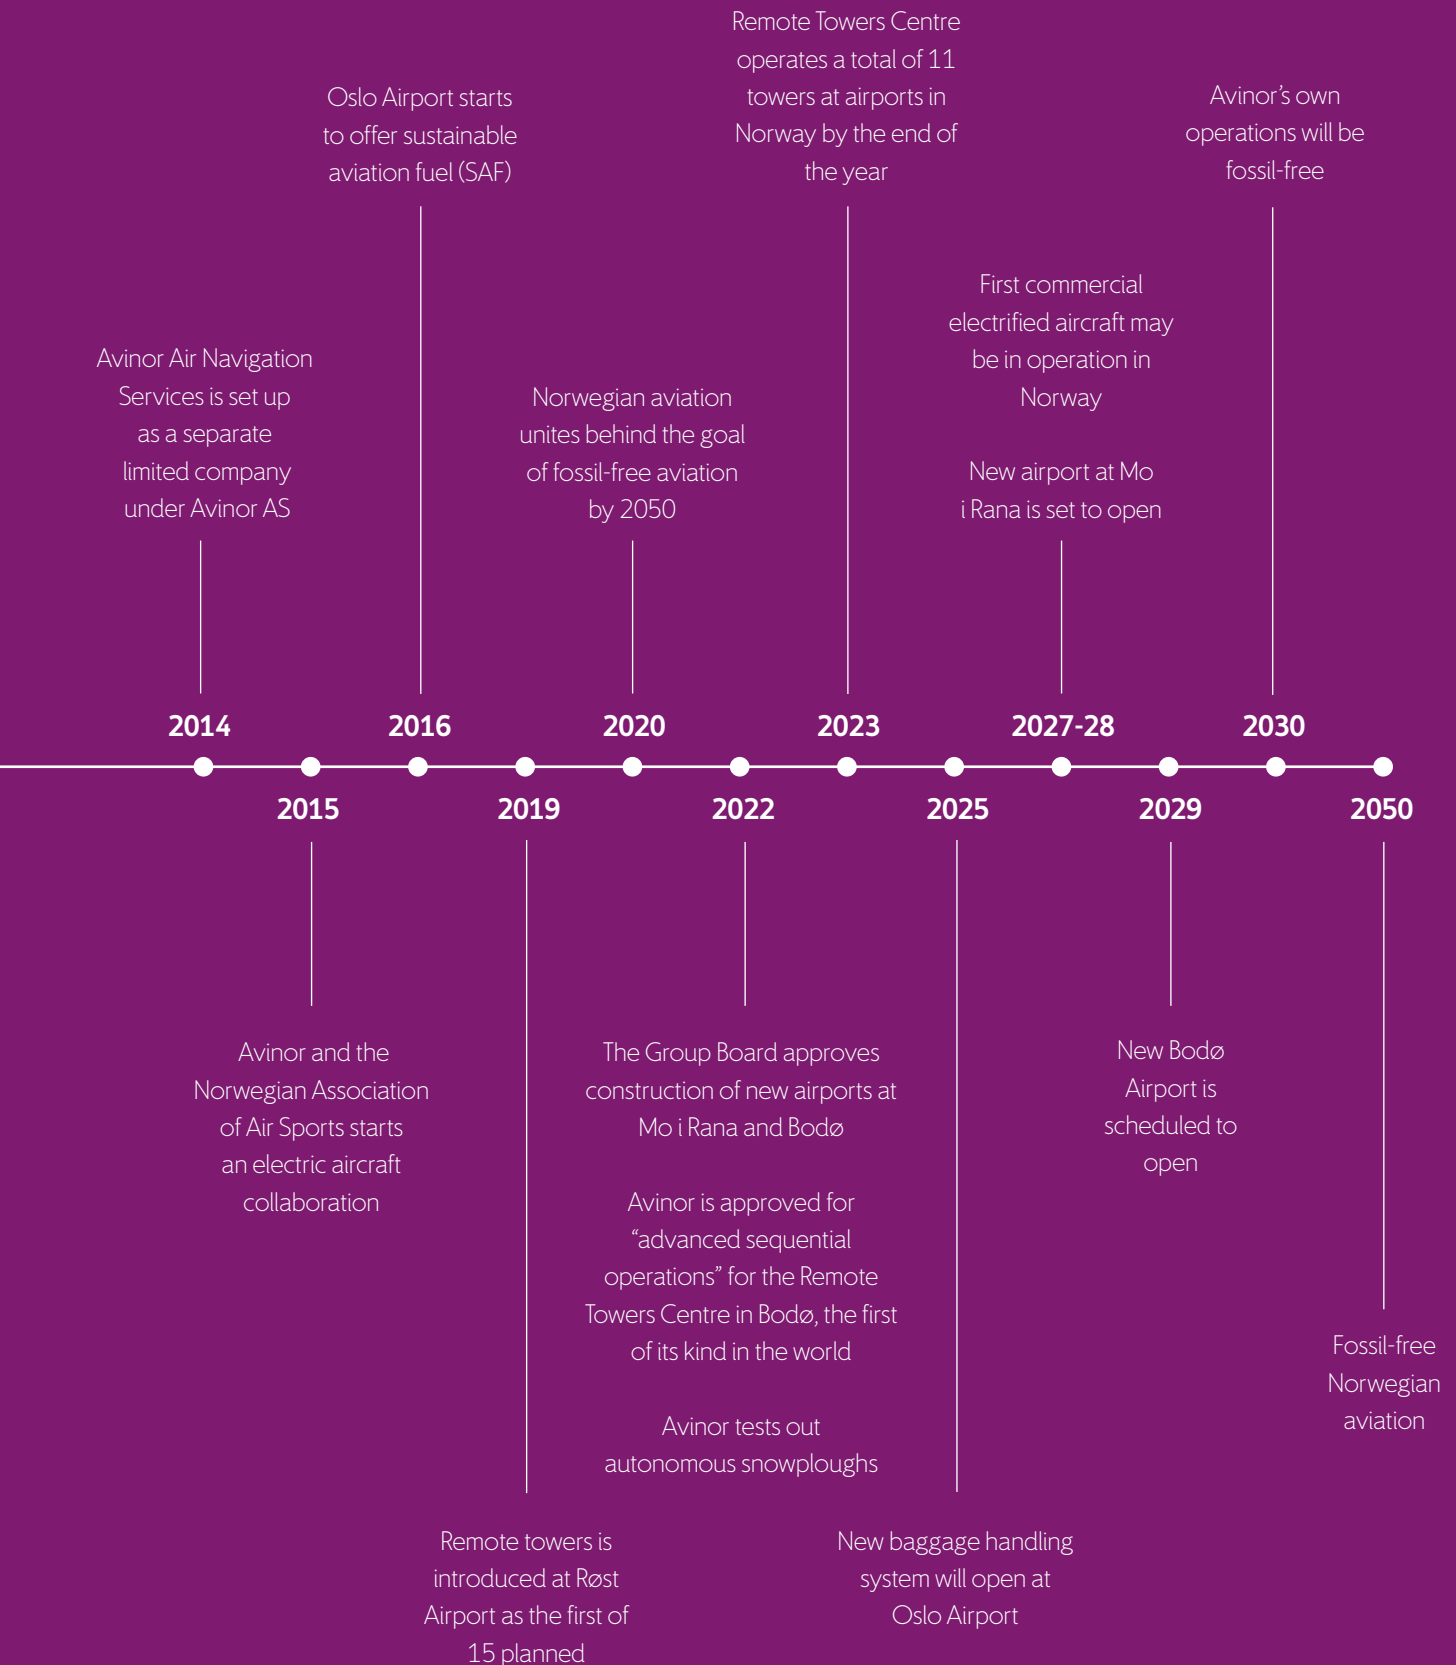 Remote Towers Centre
operates a total of 11
towers at airports in
Norway by the end of
the year
Oslo Airport starts
to offer sustainable
aviation fuel (SAF)
Avinor’s own
operations will be
fossil-free
First commercial
electrified aircraft may
be in operation in
Norway
New airport at Mo
i Rana is set to open
Avinor Air Navigation
Services is set up
as a separate
limited company
under Avinor AS
Norwegian aviation
unites behind the goal
of fossil-free aviation
by 2050
2014
2016
2020
2023
2027-28
2030
2015
2019
2022
2025
2029
2050
Avinor and the
Norwegian Association
of Air Sports starts
an electric aircraft
collaboration
The Group Board approves
construction of new airports at
Mo i Rana and Bodø
Avinor is approved for
“advanced sequential
operations” for the Remote
Towers Centre in Bodø, the first
of its kind in the world
Avinor tests out
autonomous snowploughs
New Bodø
Airport is
scheduled to
open
Fossil-free
Norwegian
aviation
Remote towers is
introduced at Røst
Airport as the first of
15 planned
New baggage handling
system will open at
Oslo Airport